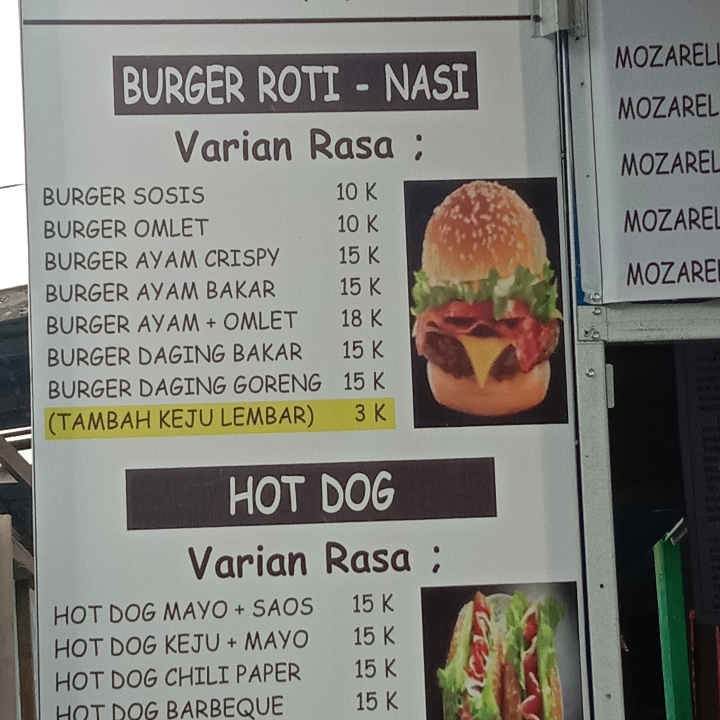 BURGER ROTI - NASI
Varian Rasa ;
BURGER SOSIS 10 K
BURGER OMLET 10 K
BURGER AYAM CRISPY 15 K
BURGER AYAM BAKAR 15 K
BURGER AYAM + OMLET 18 K
BURGER DAGING BAKAR 15 K
BURGER DAGING GORENG 15 K
(TAMBAH KEJU LEMBAR) 3 K
HOT DOG
Varian Rasa ;
HOT DOG MAYO + SAOS 15 K
HOT DOG KEJU + MAYO 15 K
HOT DOG CHILI PAPER 15 K
HOT DOG BARBEQUE 15 K